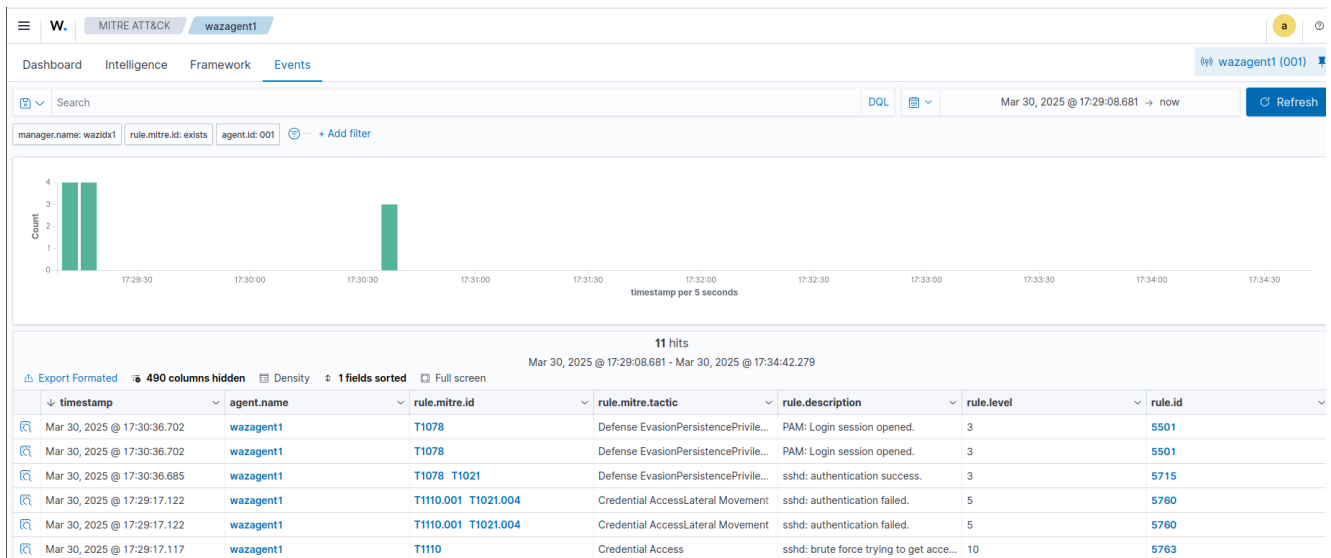 W. MITRE ATT&CK wazagent1 a
Dashboard Intelligence Framework Events wazagent1 (001)
Search DQL Mar 30, 2025 @ 17:29:08.681 → now Refresh
manager.name: wazidx1 rule.mitre.id: exists agent.id: 001 + Add filter
4
3
2
1
0
Count
17:29:30 17:30:00 17:30:30 17:31:00 17:31:30 17:32:00 17:32:30 17:33:00 17:33:30 17:34:00 17:34:30
timestamp per 5 seconds
11 hits
Mar 30, 2025 @ 17:29:08.681 - Mar 30, 2025 @ 17:34:42.279
Export Formated 490 columns hidden Density 1 fields sorted Full screen
timestamp agent.name rule.mitre.id rule.mitre.tactic rule.description rule.level rule.id
Mar 30, 2025 @ 17:30:36.702 wazagent1 T1078 Defense EvasionPersistencePrivile... PAM: Login session opened. 3 5501
Mar 30, 2025 @ 17:30:36.702 wazagent1 T1078 Defense EvasionPersistencePrivile... PAM: Login session opened. 3 5501
Mar 30, 2025 @ 17:30:36.685 wazagent1 T1078 T1021 Defense EvasionPersistencePrivile... sshd: authentication success. 3 5715
Mar 30, 2025 @ 17:29:17.122 wazagent1 T1110.001 T1021.004 Credential AccessLateral Movement sshd: authentication failed. 5 5760
Mar 30, 2025 @ 17:29:17.122 wazagent1 T1110.001 T1021.004 Credential AccessLateral Movement sshd: authentication failed. 5 5760
Mar 30, 2025 @ 17:29:17.117 wazagent1 T1110 Credential Access sshd: brute force trying to get acce... 10 5763